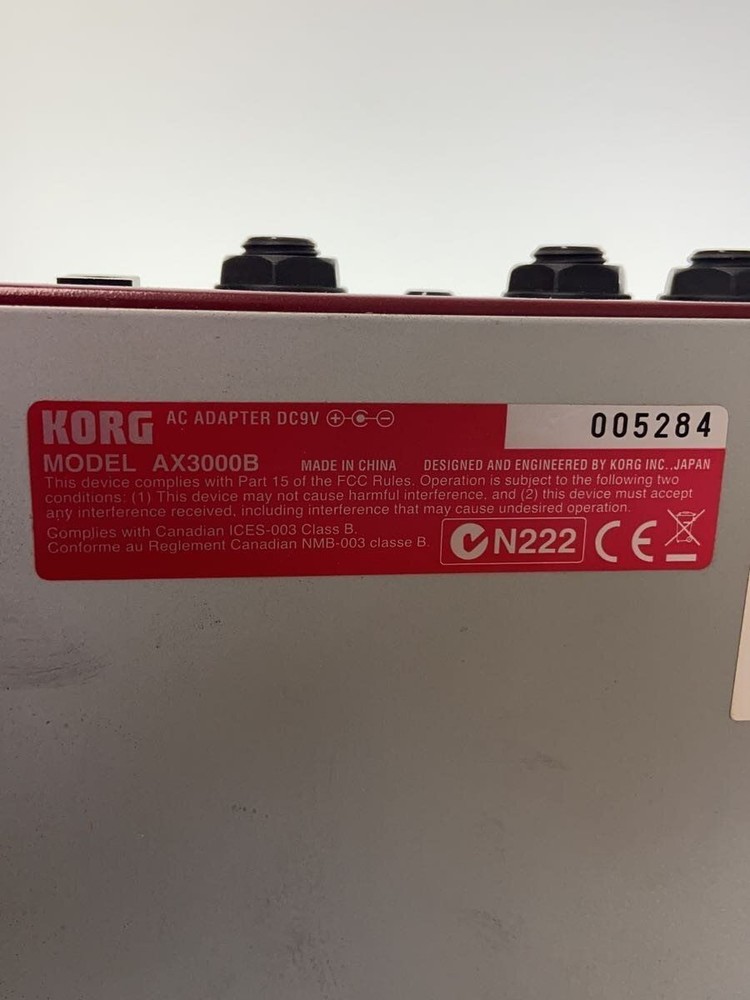 KORG AC ADAPTER DC9V 005284
MODEL AX3000B MADE IN CHINA DESIGNED AND ENGINEERED BY KORG INC.,JAPAN
This device complies with Part 15 of the FCC Rules. Operation is subject to the following two
conditions: (1) This device may not cause harmful interference. and (2) this device must accept
any interference received, including interference that may cause undesired operation.
Complies with Canadian ICES-003 Class B.
Conforme au Reglement Canadian NMB-003 classe B.
N222 CE